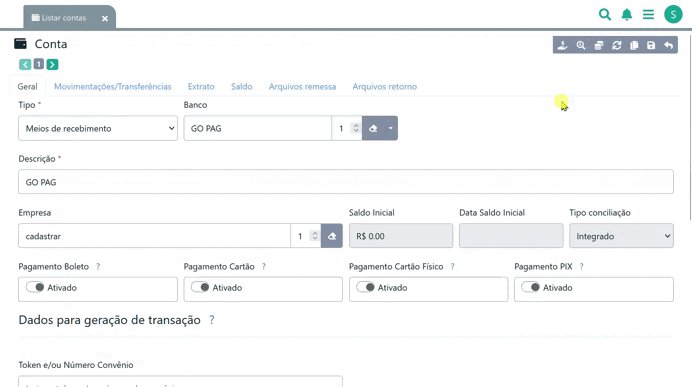 Listar contas
S
Conta
1
Geral Movimentações/Transferências Extrato Saldo Arquivos remessa Arquivos retorno
Tipo * Banco
Meios de recebimento GO PAG 1
Descrição *
GO PAG
Empresa Saldo Inicial Data Saldo Inicial Tipo conciliação
cadastrar 1 R$ 0.00 Integrado
Pagamento Boleto ? Pagamento Cartão ? Pagamento Cartão Físico ? Pagamento PIX ?
Ativado Ativado Ativado Ativado
Dados para geração de transação ?
Token e/ou Número Convênio